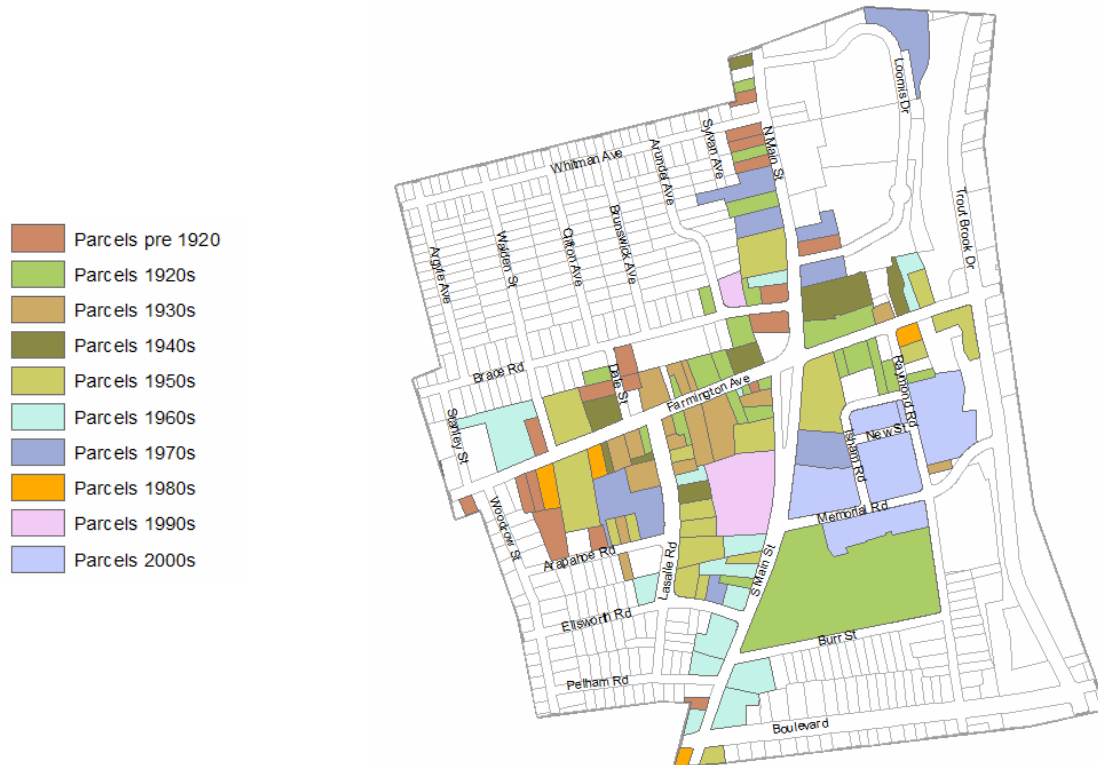 Parcels pre 1920
Parcels 1920s
Parcels 1930s
Parcels 1940s
Parcels 1950s
Parcels 1960s
Parcels 1970s
Parcels 1980s
Parcels 1990s
Parcels 2000s
Loomis Dr
N Main St
Sylvan Ave
Whitman Ave
Arundel Ave
Trout Brook Dr
Brunswick Ave
Clifton Ave
Walden St
Argyle Ave
Brace Rd
Dale St
Farmington Ave
Raymond Rd
Stanley St
New St
Isham Rd
Memorial Rd
Woodrow St
Arapahoe Rd
Lasalle Rd
S Main St
Ellsworth Rd
Burr St
Pelham Rd
Boulevard